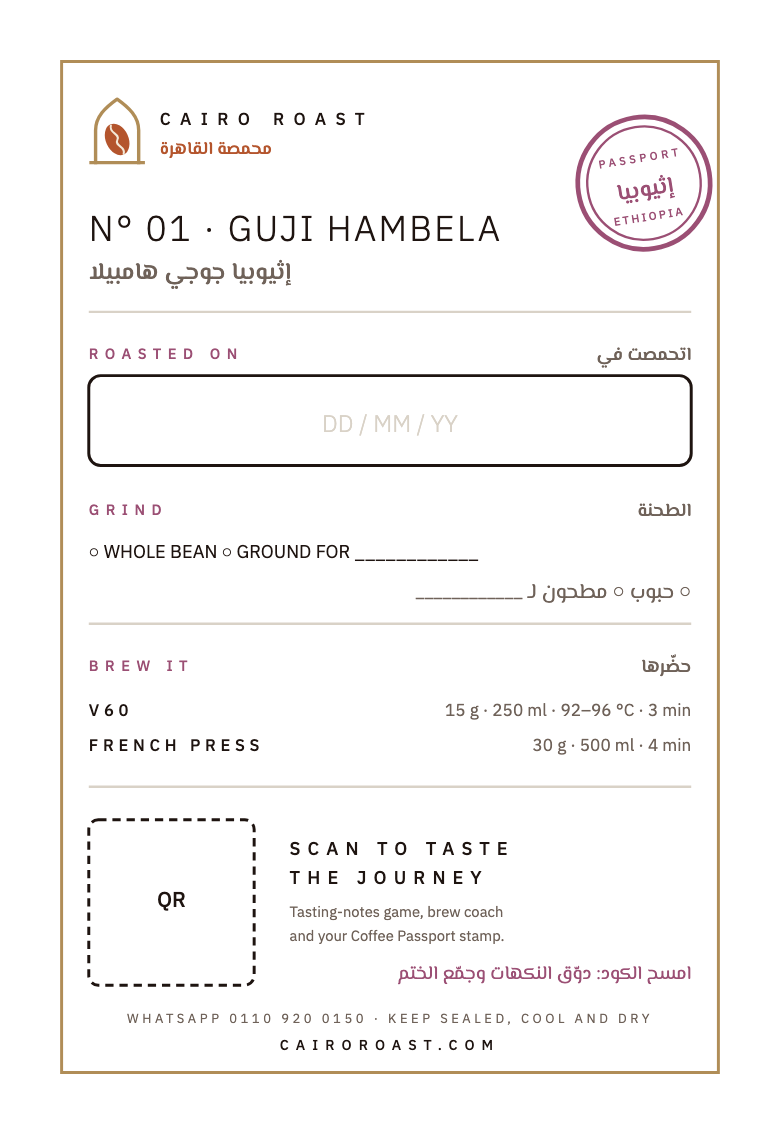 CAIRO ROAST
محمصة القاهرة
PASSPORT
إثيوبيا
ETHIOPIA
N° 01 · GUJI HAMBELA
إثيوبيا جوجي هامبيلا
ROASTED ON اتحمصت في
DD / MM / YY
GRIND الطحنة
○ WHOLE BEAN ○ GROUND FOR ____________
○ حبوب ○ مطحون لـ ____________
BREW IT حضّرها
V60 15 g · 250 ml · 92–96 °C · 3 min
FRENCH PRESS 30 g · 500 ml · 4 min
QR
SCAN TO TASTE
THE JOURNEY
Tasting-notes game, brew coach
and your Coffee Passport stamp.
امسح الكود: دوّق النكهات وجمّع الختم
WHATSAPP 0110 920 0150 · KEEP SEALED, COOL AND DRY
CAIROROAST.COM